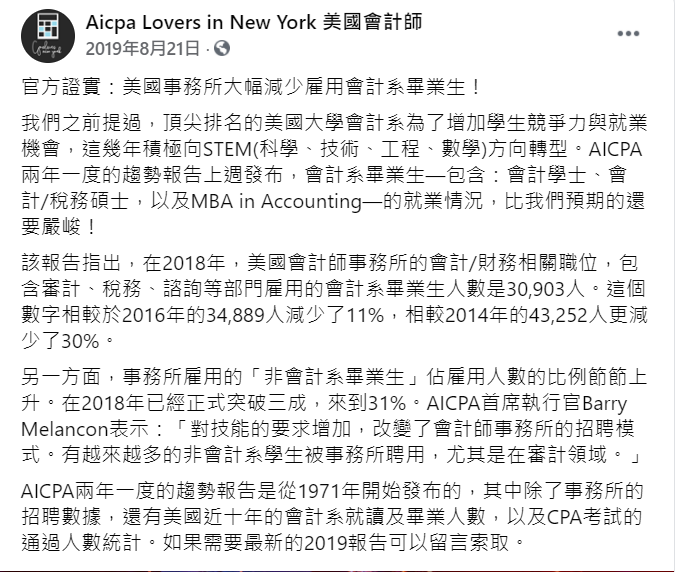 Aicpa Lovers in New York 美國會計師
2019年8月21日 ·
官方證實：美國事務所大幅減少雇用會計系畢業生！
我們之前提過，頂尖排名的美國大學會計系為了增加學生競爭力與就業
機會，這幾年積極向STEM(科學、技術、工程、數學)方向轉型。AICPA
兩年一度的趨勢報告上週發布，會計系畢業生—包含：會計學士、會
計/稅務碩士，以及MBA in Accounting—的就業情況，比我們預期的還
要嚴峻！
該報告指出，在2018年，美國會計師事務所的會計/財務相關職位，包
含審計、稅務、諮詢等部門雇用的會計系畢業生人數是30,903人。這個
數字相較於2016年的34,889人減少了11%，相較2014年的43,252人更減
少了30%。
另一方面，事務所雇用的「非會計系畢業生」佔雇用人數的比例節節上
升。在2018年已經正式突破三成，來到31%。AICPA首席執行官Barry
Melancon表示：「對技能的要求增加，改變了會計師事務所的招聘模
式。有越來越多的非會計系學生被事務所聘用，尤其是在審計領域。」
AICPA兩年一度的趨勢報告是從1971年開始發布的，其中除了事務所的
招聘數據，還有美國近十年的會計系就讀及畢業人數，以及CPA考試的
通過人數統計。如果需要最新的2019報告可以留言索取。